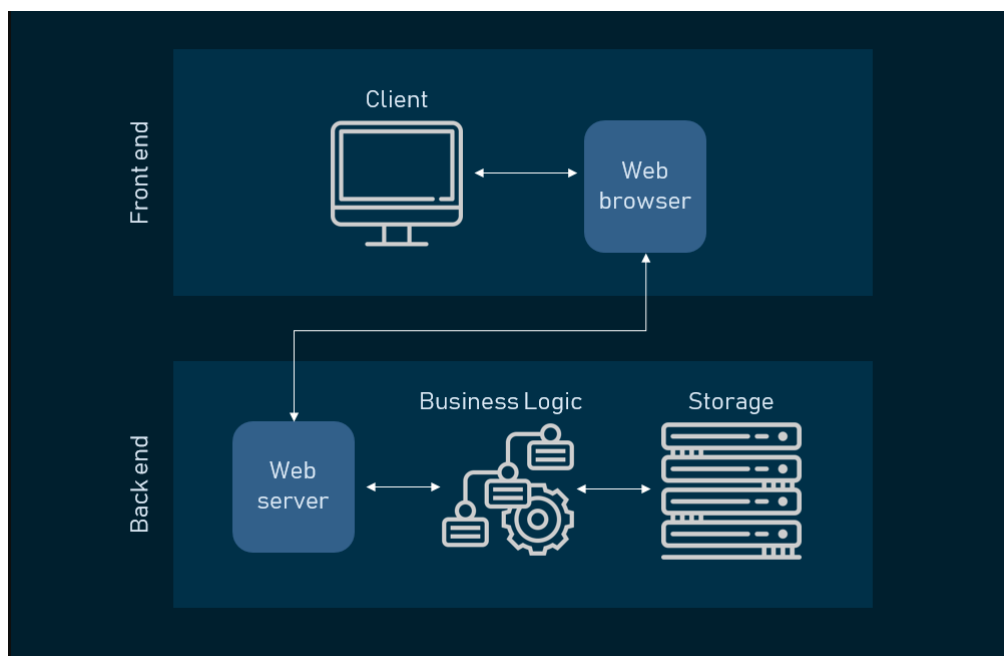 Front end
Client
Web
browser
Back end
Business Logic
Storage
Web
server